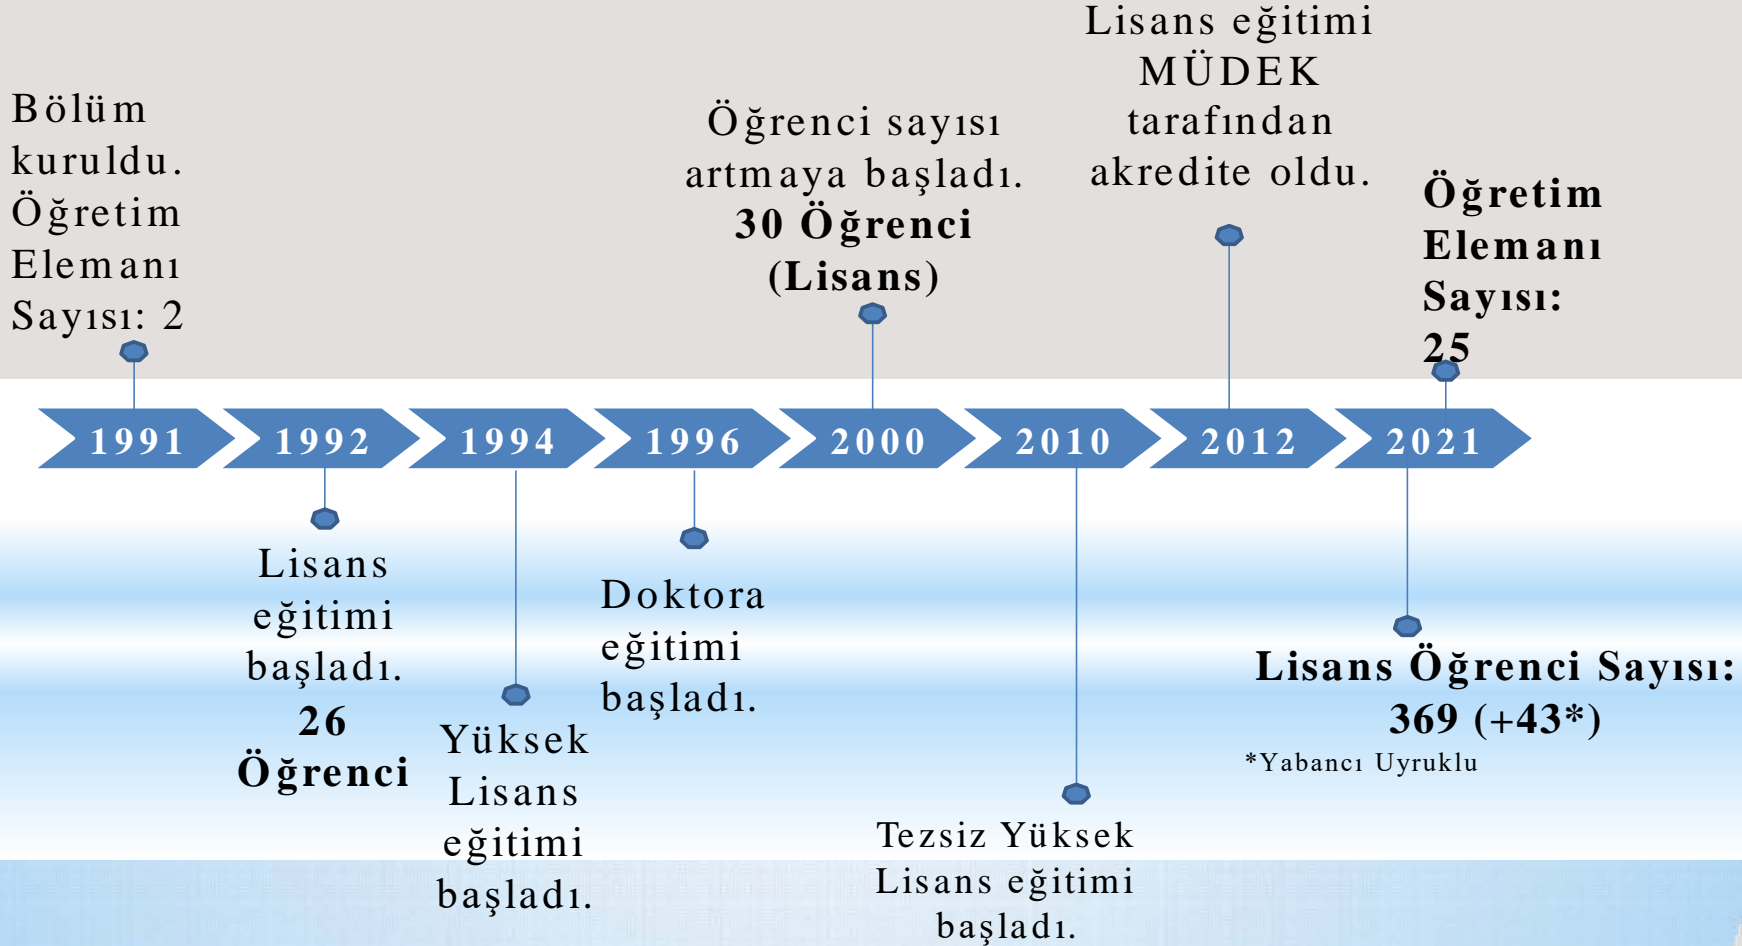 Bölüm
kuruldu.
Öğretim
Elemanı
Sayısı: 2
Öğrenci sayısı
artmaya başladı.
30 Öğrenci
(Lisans)
Lisans eğitimi
MÜDEK
tarafından
akredite oldu.
Öğretim
Elemanı
Sayısı:
25
1991
1992
1994
1996
2000
2010
2012
2021
Lisans
eğitimi
başladı.
26
Öğrenci
Yüksek
Lisans
eğitimi
başladı.
Doktora
eğitimi
başladı.
Tezsiz Yüksek
Lisans eğitimi
başladı.
Lisans Öğrenci Sayısı:
369 (+43*)
*Yabancı Uyruklu